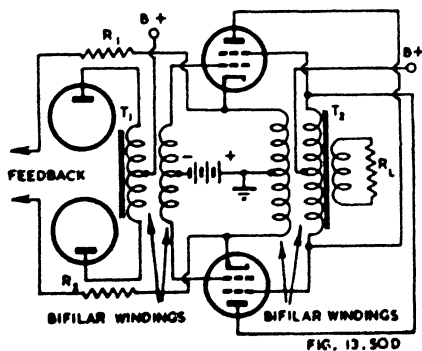 R1
B+
B+
T1
T2
- +
FEEDBACK
RL
R2
BIFILAR WINDINGS
BIFILAR WINDINGS
FIG. 13.50D